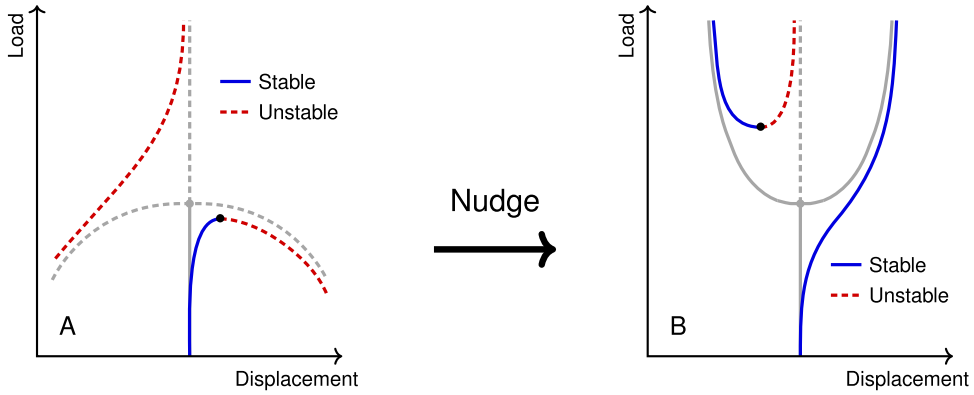 Load
Stable
Unstable
A
Displacement
Nudge
Load
Stable
Unstable
B
Displacement